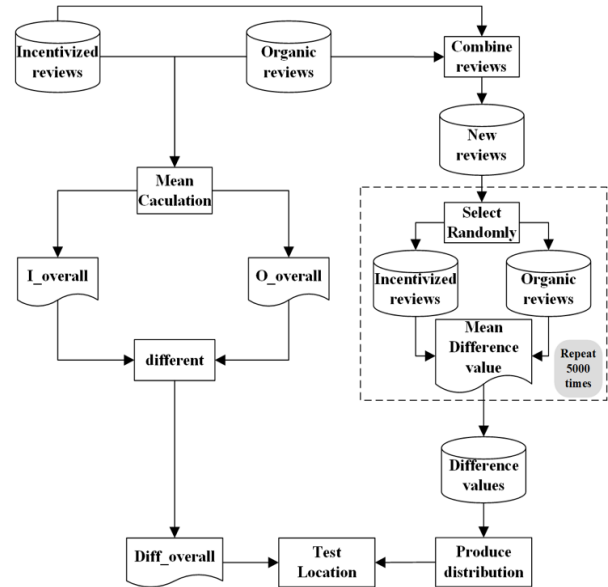 Incentivized
reviews
Organic
reviews
Combine
reviews
New
reviews
Mean
Caculation
Select
Randomly
I_overall
O_overall
Incentivized
reviews
Organic
reviews
different
Mean
Difference
value
Repeat
5000
times
Difference
values
Diff_overall
Test
Location
Produce
distribution